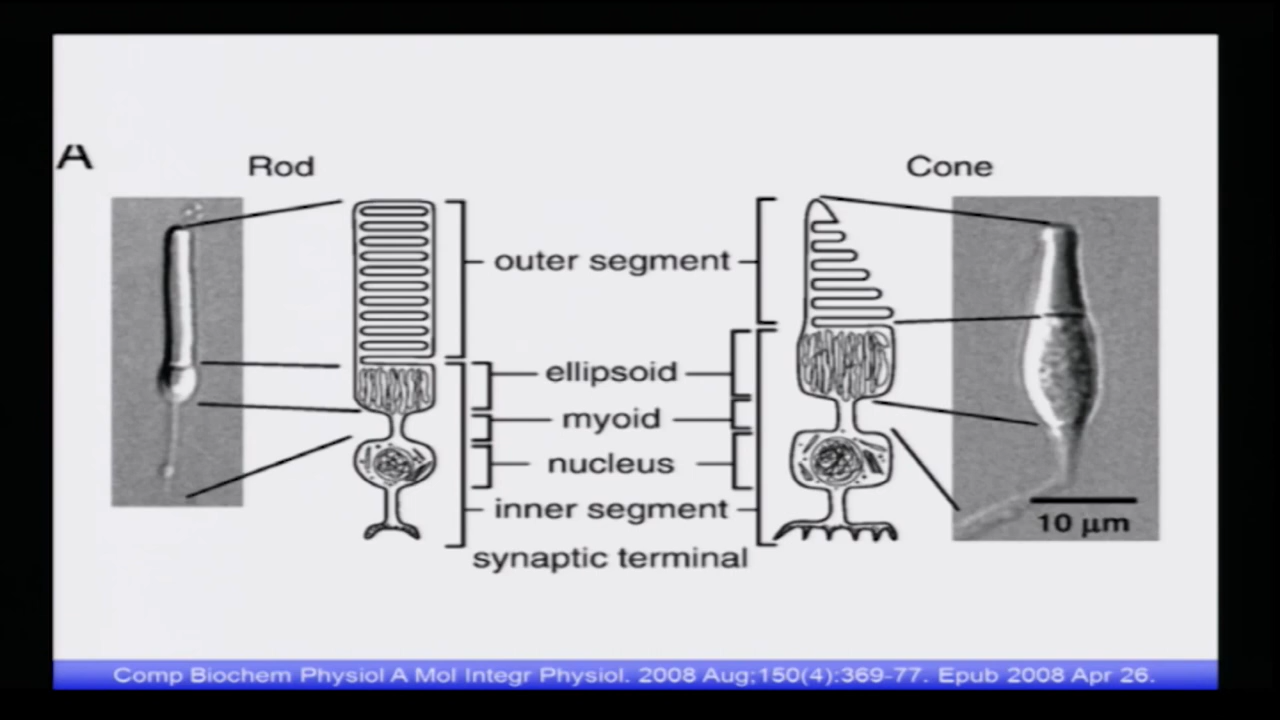 A
Rod
Cone
outer segment
ellipsoid
myoid
nucleus
inner segment
synaptic terminal
10 μm
Comp Biochem Physiol A Mol Integr Physiol. 2008 Aug;150(4):369-77. Epub 2008 Apr 26.